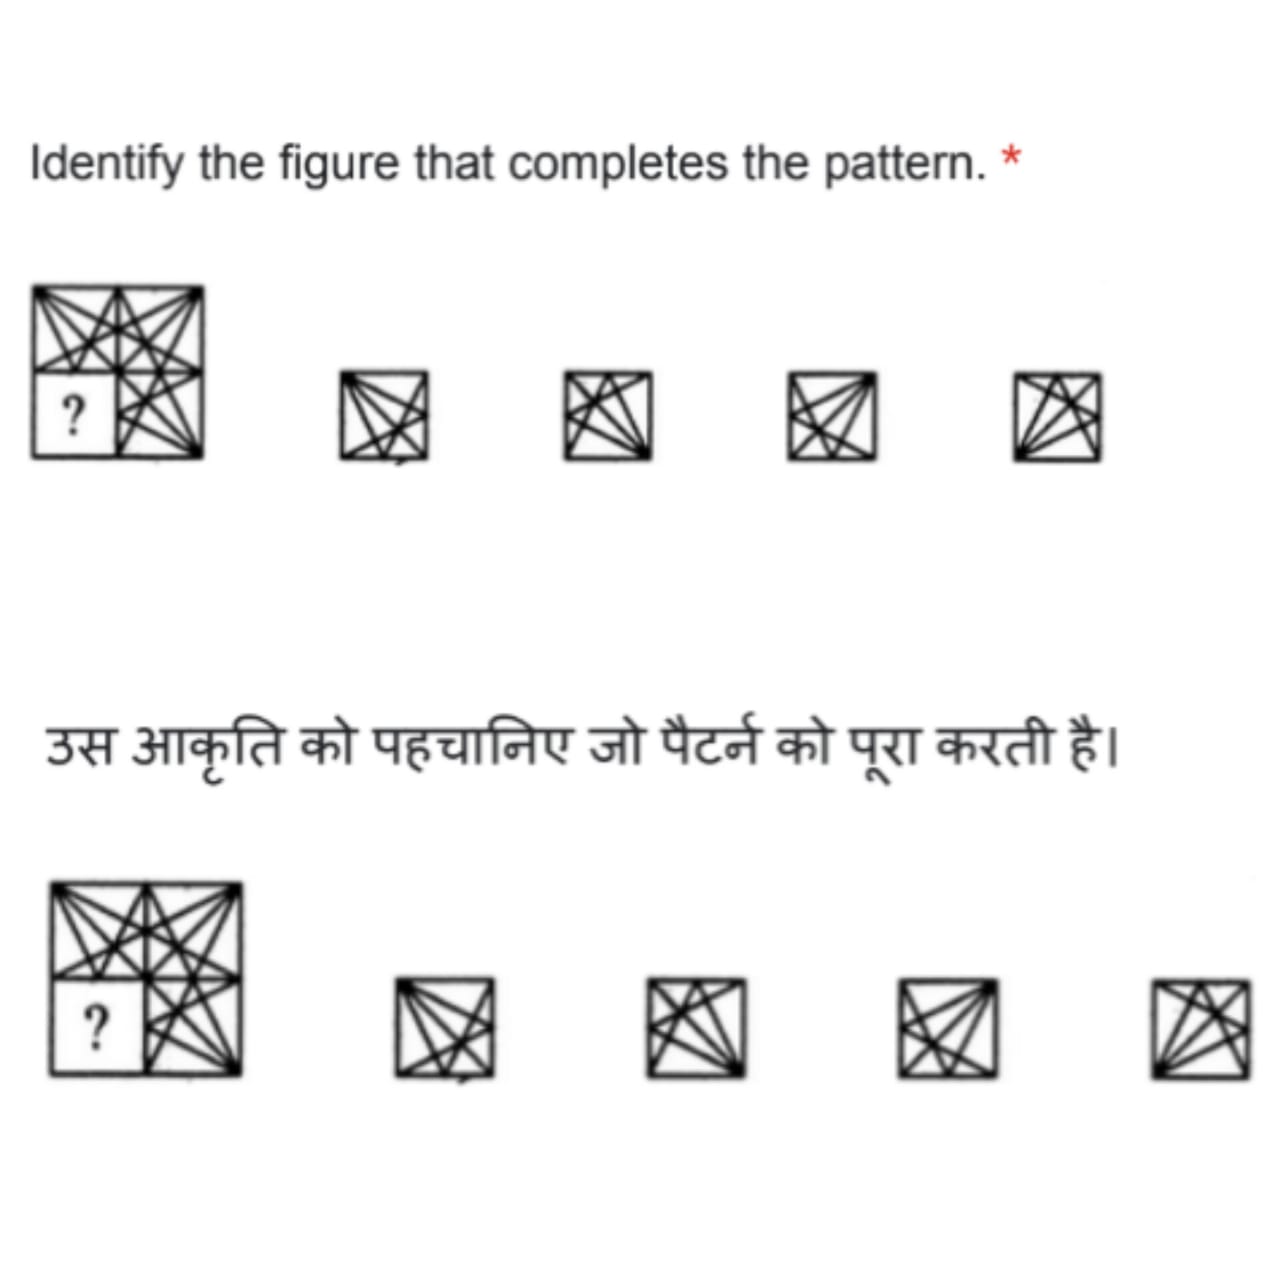 Identify the figure that completes the pattern. *
?
उस आकृति को पहचानिए जो पैटर्न को पूरा करती है।
?